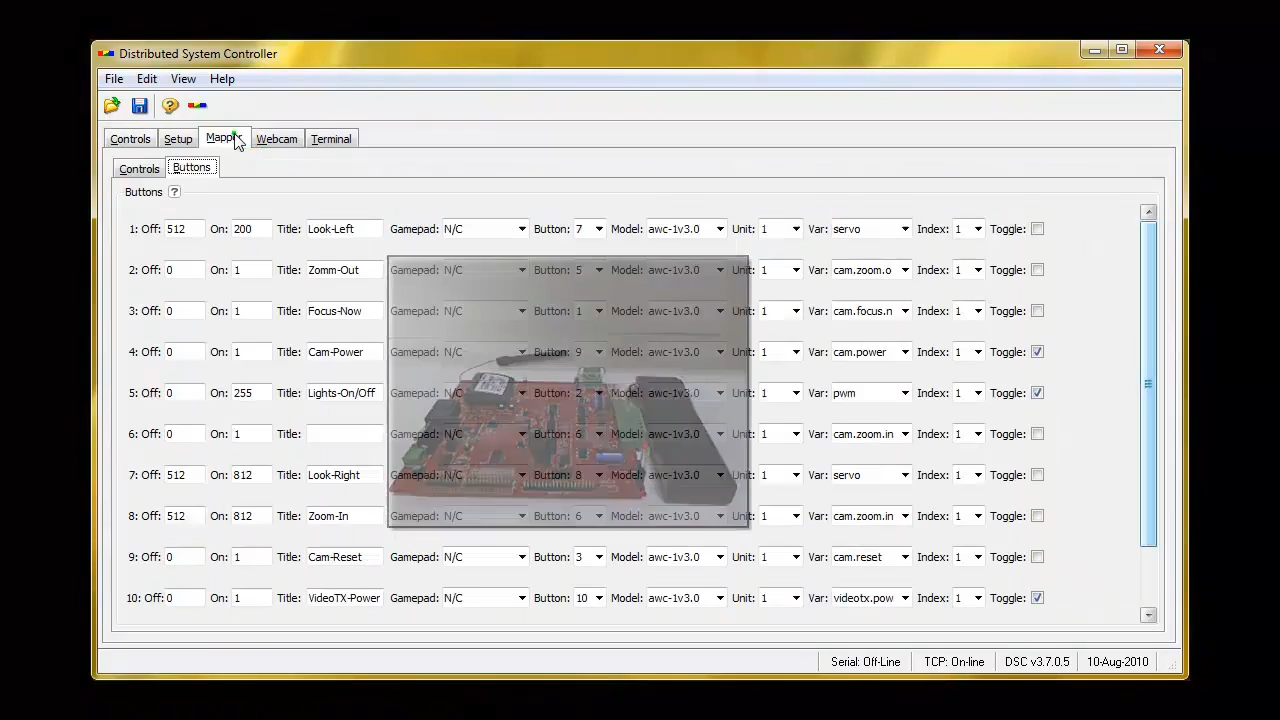 Distributed System Controller
File Edit View Help
Controls Setup Webcam Terminal
Controls Buttons
Buttons ?
1: Off: 512 On: 200 Title: Look-Left Gamepad: N/C Button: 7 Model: awc-1v3.0 Unit: 1 Var: servo Index: 1 Toggle:
2: Off: 0 On: 1 Title: Zomm-Out Gamepad: N/C Button: 5 Model: awc-1v3.0 Unit: 1 Var: cam.zoom.o Index: 1 Toggle:
3: Off: 0 On: 1 Title: Focus-Now Gamepad: N/C Button: 1 Model: awc-1v3.0 Unit: 1 Var: cam.focus.n Index: 1 Toggle:
4: Off: 0 On: 1 Title: Cam-Power Gamepad: N/C Button: 9 Model: awc-1v3.0 Unit: 1 Var: cam.power Index: 1 Toggle:
5: Off: 0 On: 255 Title: Lights-On/Off Gamepad: N/C Button: 2 Model: awc-1v3.0 Unit: 1 Var: pwm Index: 1 Toggle:
6: Off: 0 On: 1 Title: Gamepad: N/C Button: 6 Model: awc-1v3.0 Unit: 1 Var: cam.zoom.in Index: 1 Toggle:
7: Off: 512 On: 812 Title: Look-Right Gamepad: N/C Button: 8 Model: awc-1v3.0 Unit: 1 Var: servo Index: 1 Toggle:
8: Off: 512 On: 812 Title: Zoom-In Gamepad: N/C Button: 6 Model: awc-1v3.0 Unit: 1 Var: cam.zoom.in Index: 1 Toggle:
9: Off: 0 On: 1 Title: Cam-Reset Gamepad: N/C Button: 3 Model: awc-1v3.0 Unit: 1 Var: cam.reset Index: 1 Toggle:
10: Off: 0 On: 1 Title: VideoTX-Power Gamepad: N/C Button: 10 Model: awc-1v3.0 Unit: 1 Var: videotx.pow Index: 1 Toggle:
Serial: Off-Line TCP: On-line DSC v3.7.0.5 10-Aug-2010